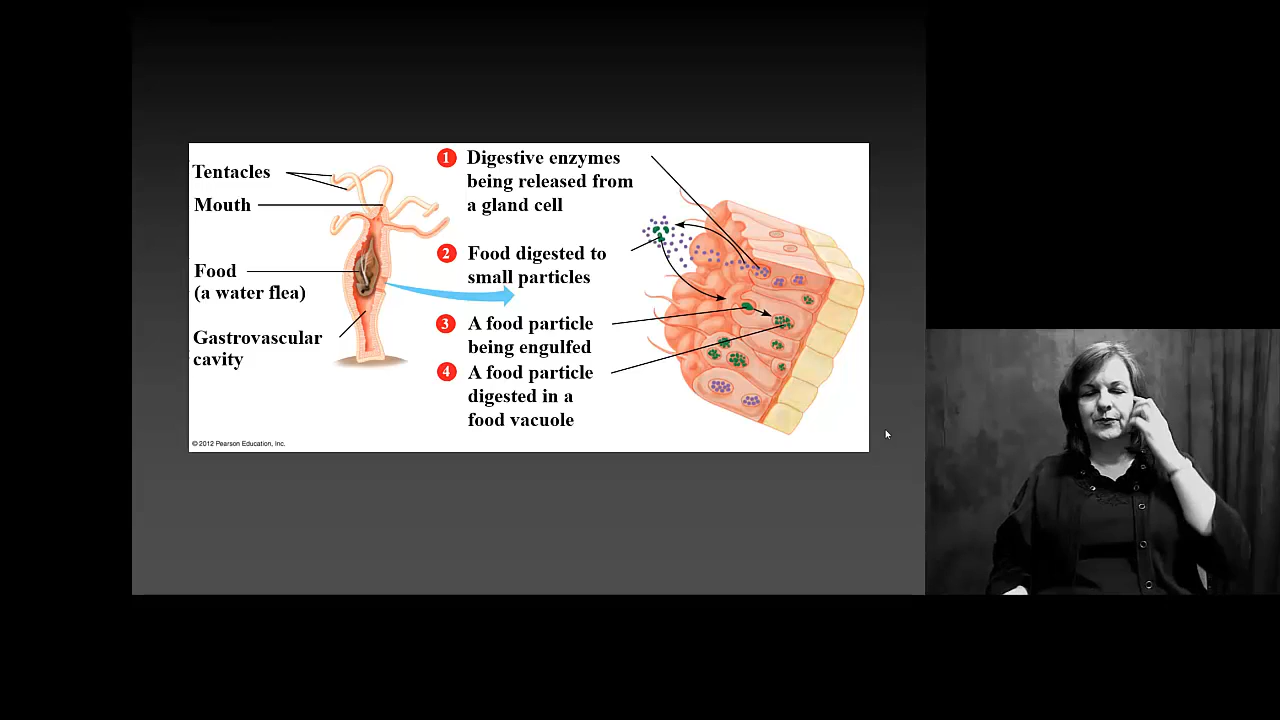 Tentacles
Mouth
Food
(a water flea)
Gastrovascular
cavity
1 Digestive enzymes
being released from
a gland cell
2 Food digested to
small particles
3 A food particle
being engulfed
4 A food particle
digested in a
food vacuole
© 2012 Pearson Education, Inc.